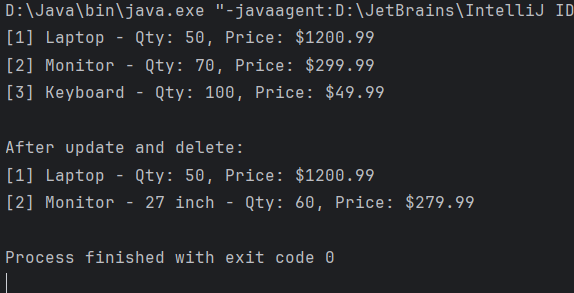 D:\Java\bin\java.exe "-javaagent:D:\JetBrains\IntelliJ ID
[1] Laptop - Qty: 50, Price: $1200.99
[2] Monitor - Qty: 70, Price: $299.99
[3] Keyboard - Qty: 100, Price: $49.99
After update and delete:
[1] Laptop - Qty: 50, Price: $1200.99
[2] Monitor - 27 inch - Qty: 60, Price: $279.99
Process finished with exit code 0